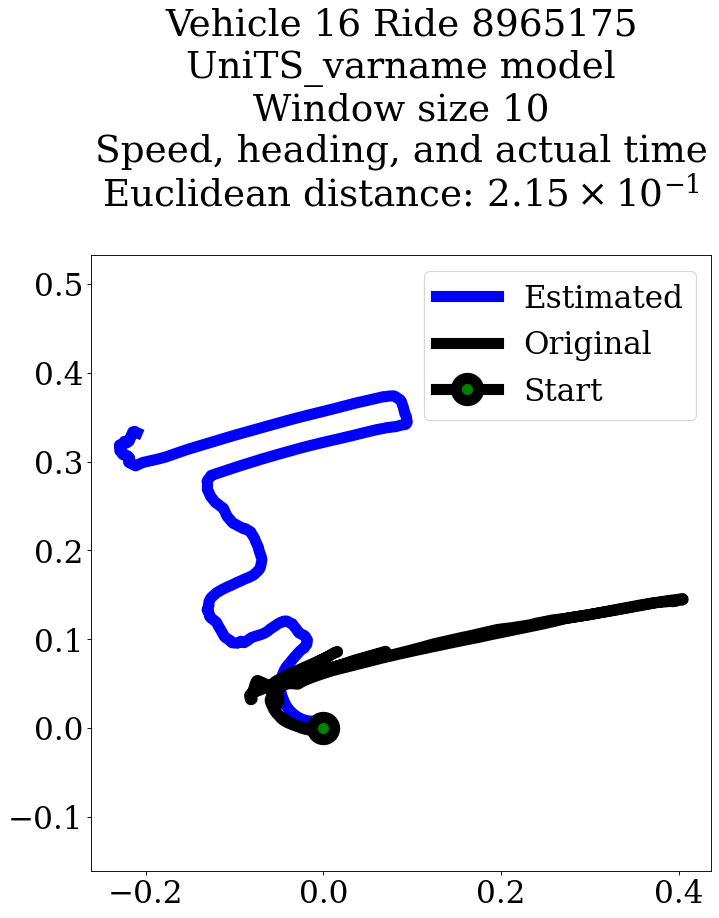 Vehicle 16 Ride 8965175
UniTS_varname model
Window size 10
Speed, heading, and actual time
Euclidean distance: 2.15 × 10⁻¹
Estimated
Original
Start
0.5
0.4
0.3
0.2
0.1
0.0
−0.1
−0.2 0.0 0.2 0.4